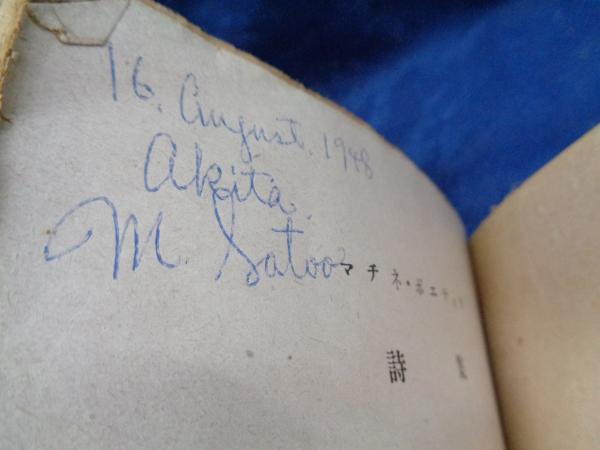 16. August. 1948
Akita.
M. Satoo
マチネ・ポエティク
詩集